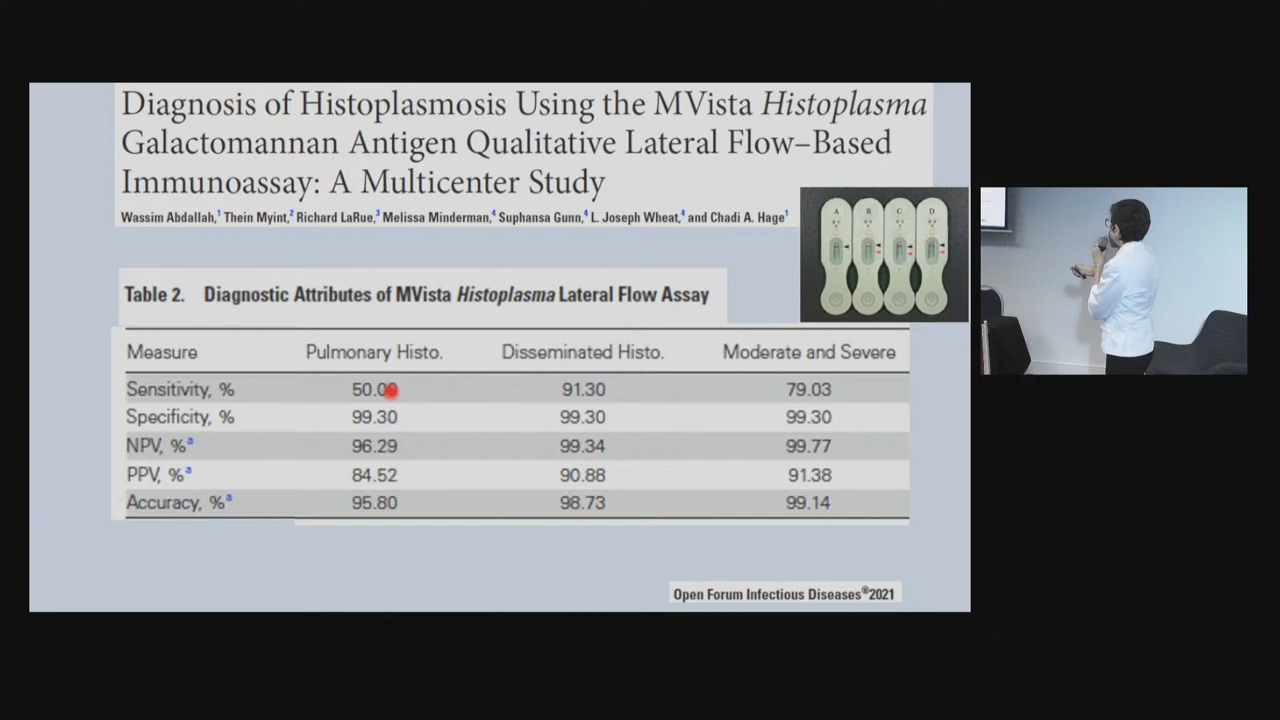 Diagnosis of Histoplasmosis Using the MVista Histoplasma
Galactomannan Antigen Qualitative Lateral Flow–Based
Immunoassay: A Multicenter Study
Wassim Abdallah,1 Thein Myint,2 Richard LaRue,3 Melissa Minderman,4 Suphansa Gunn,4 L. Joseph Wheat,4 and Chadi A. Hage1
A B C D
Table 2. Diagnostic Attributes of MVista Histoplasma Lateral Flow Assay
Measure Pulmonary Histo. Disseminated Histo. Moderate and Severe
Sensitivity, % 50.00 91.30 79.03
Specificity, % 99.30 99.30 99.30
NPV, %a 96.29 99.34 99.77
PPV, %a 84.52 90.88 91.38
Accuracy, %a 95.80 98.73 99.14
Open Forum Infectious Diseases®2021